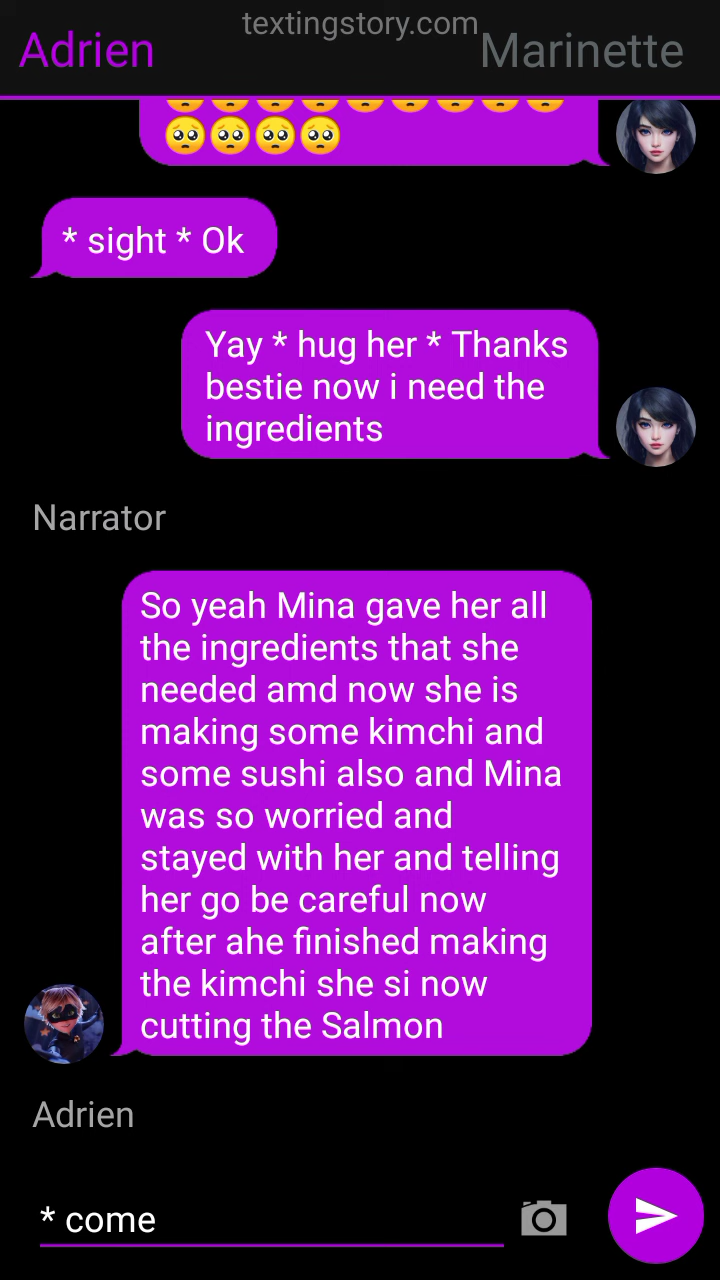 textingstory.com
Adrien
Marinette
* sight * Ok
Yay * hug her * Thanks
bestie now i need the
ingredients
Narrator
So yeah Mina gave her all
the ingredients that she
needed amd now she is
making some kimchi and
some sushi also and Mina
was so worried and
stayed with her and telling
her go be careful now
after ahe finished making
the kimchi she si now
cutting the Salmon
Adrien
* come